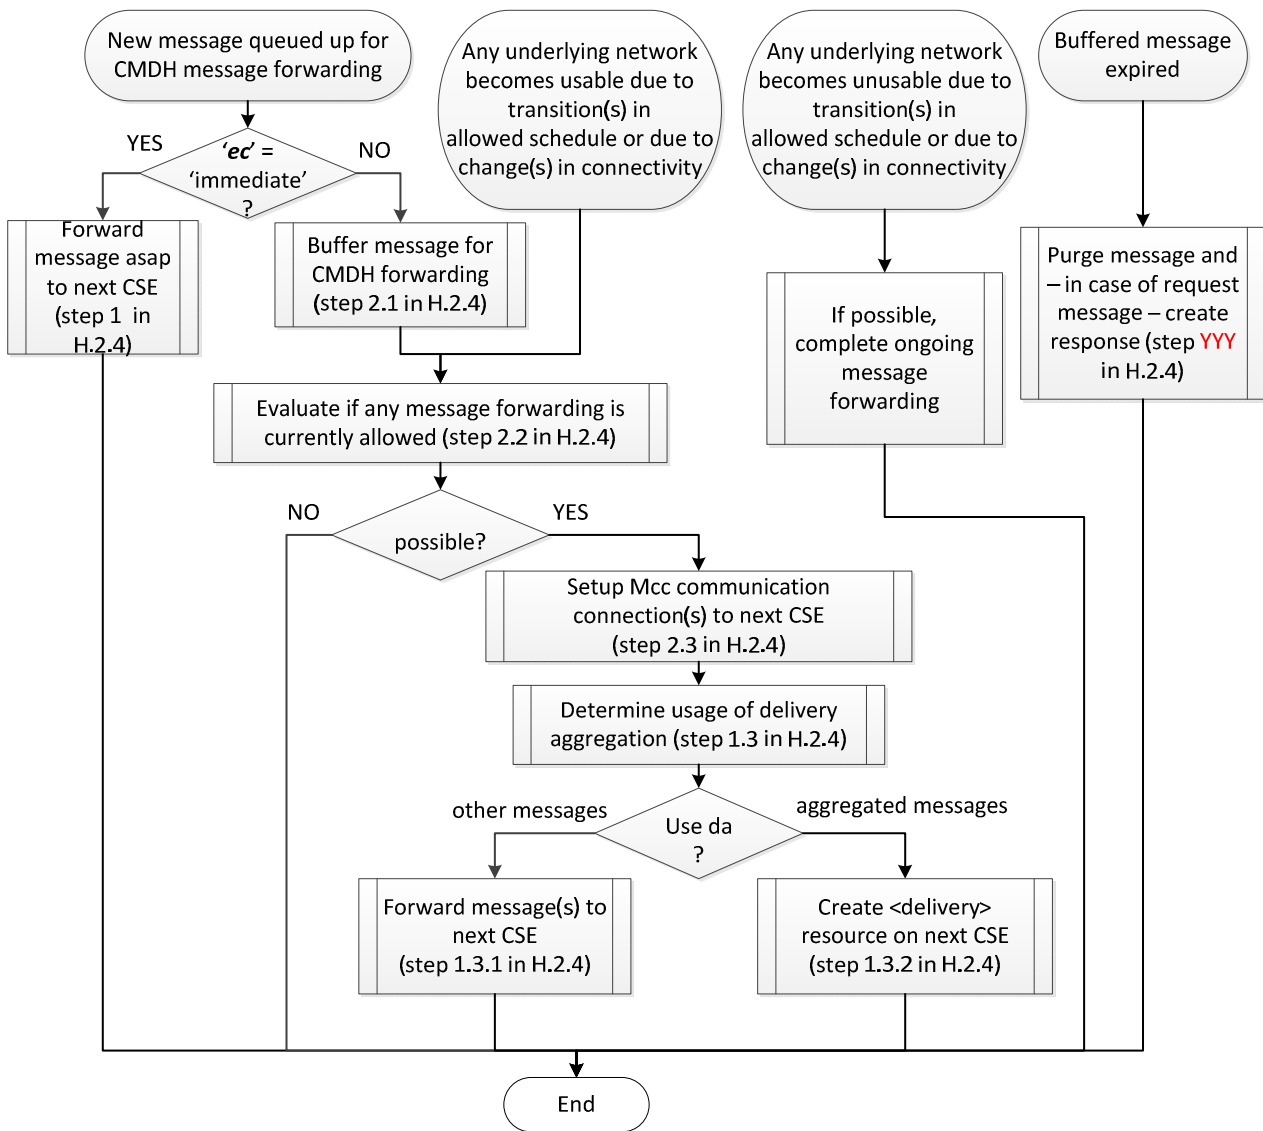 New message queued up for
CMDH message forwarding
Any underlying network
becomes usable due to
transition(s) in
allowed schedule or due to
change(s) in connectivity
Any underlying network
becomes unusable due to
transition(s) in
allowed schedule or due to
change(s) in connectivity
Buffered message
expired
YES
‘ec’ =
‘immediate’
?
NO
Forward
message asap
to next CSE
(step 1 in
H.2.4)
Buffer message for
CMDH forwarding
(step 2.1 in H.2.4)
If possible,
complete ongoing
message
forwarding
Purge message and
– in case of request
message – create
response (step YYY
in H.2.4)
Evaluate if any message forwarding is
currently allowed (step 2.2 in H.2.4)
NO
possible?
YES
Setup Mcc communication
connection(s) to next CSE
(step 2.3 in H.2.4)
Determine usage of delivery
aggregation (step 1.3 in H.2.4)
other messages
Use da
?
aggregated messages
Forward message(s) to
next CSE
(step 1.3.1 in H.2.4)
Create <delivery>
resource on next CSE
(step 1.3.2 in H.2.4)
End